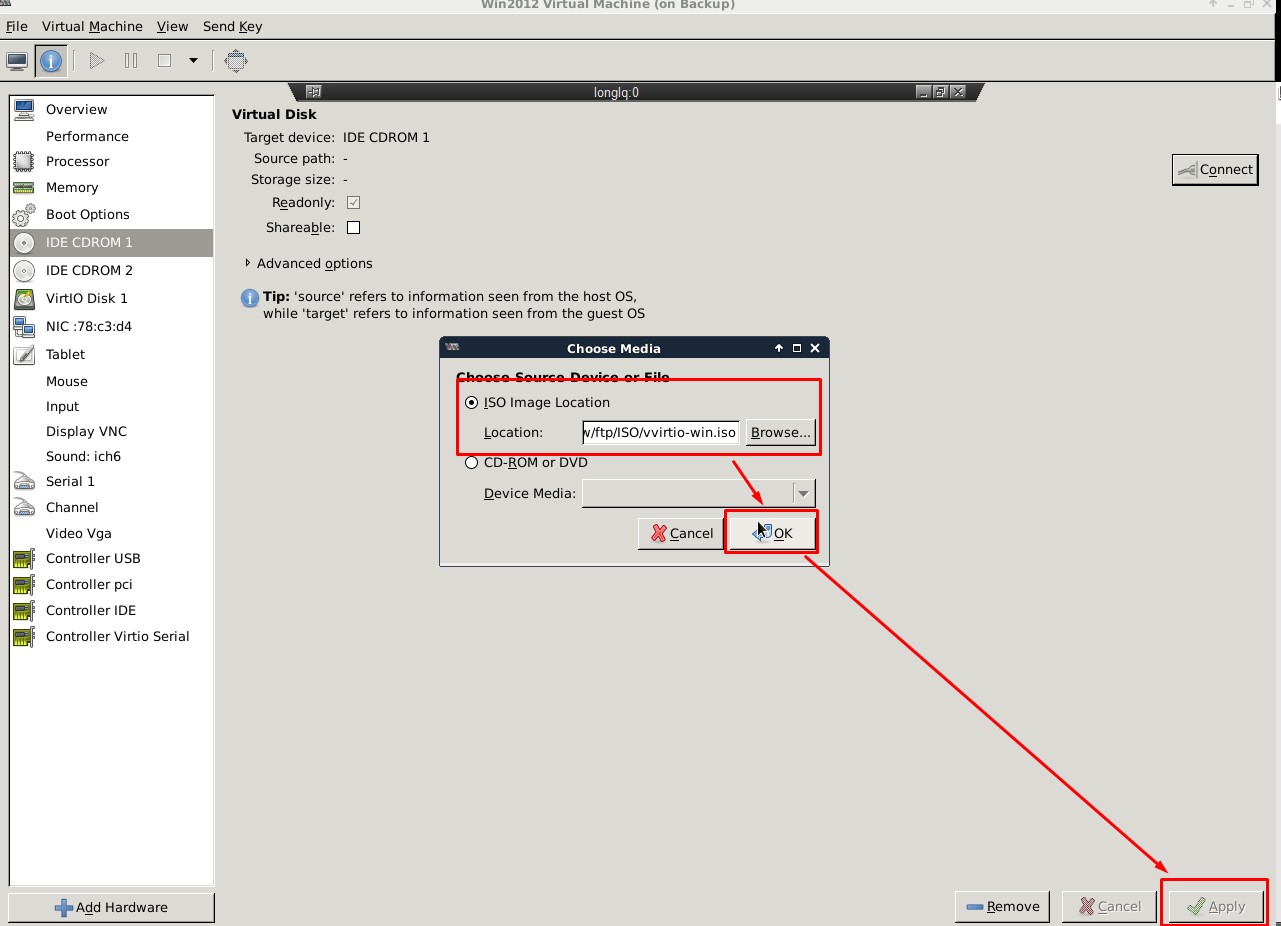 Win2012 Virtual Machine (on Backup)
File Virtual Machine View Send Key
longlq:0
Overview
Performance
Processor
Memory
Boot Options
IDE CDROM 1
IDE CDROM 2
VirtIO Disk 1
NIC :78:c3:d4
Tablet
Mouse
Input
Display VNC
Sound: ich6
Serial 1
Channel
Video Vga
Controller USB
Controller pci
Controller IDE
Controller Virtio Serial
Add Hardware
Virtual Disk
Target device: IDE CDROM 1
Source path: -
Storage size: -
Readonly:
Shareable:
Connect
Advanced options
Tip: 'source' refers to information seen from the host OS,
while 'target' refers to information seen from the guest OS
Choose Media
Choose Source Device or File
ISO Image Location
Location: w/ftp/ISO/vvirtio-win.iso Browse...
CD-ROM or DVD
Device Media:
Cancel OK
Remove Cancel Apply